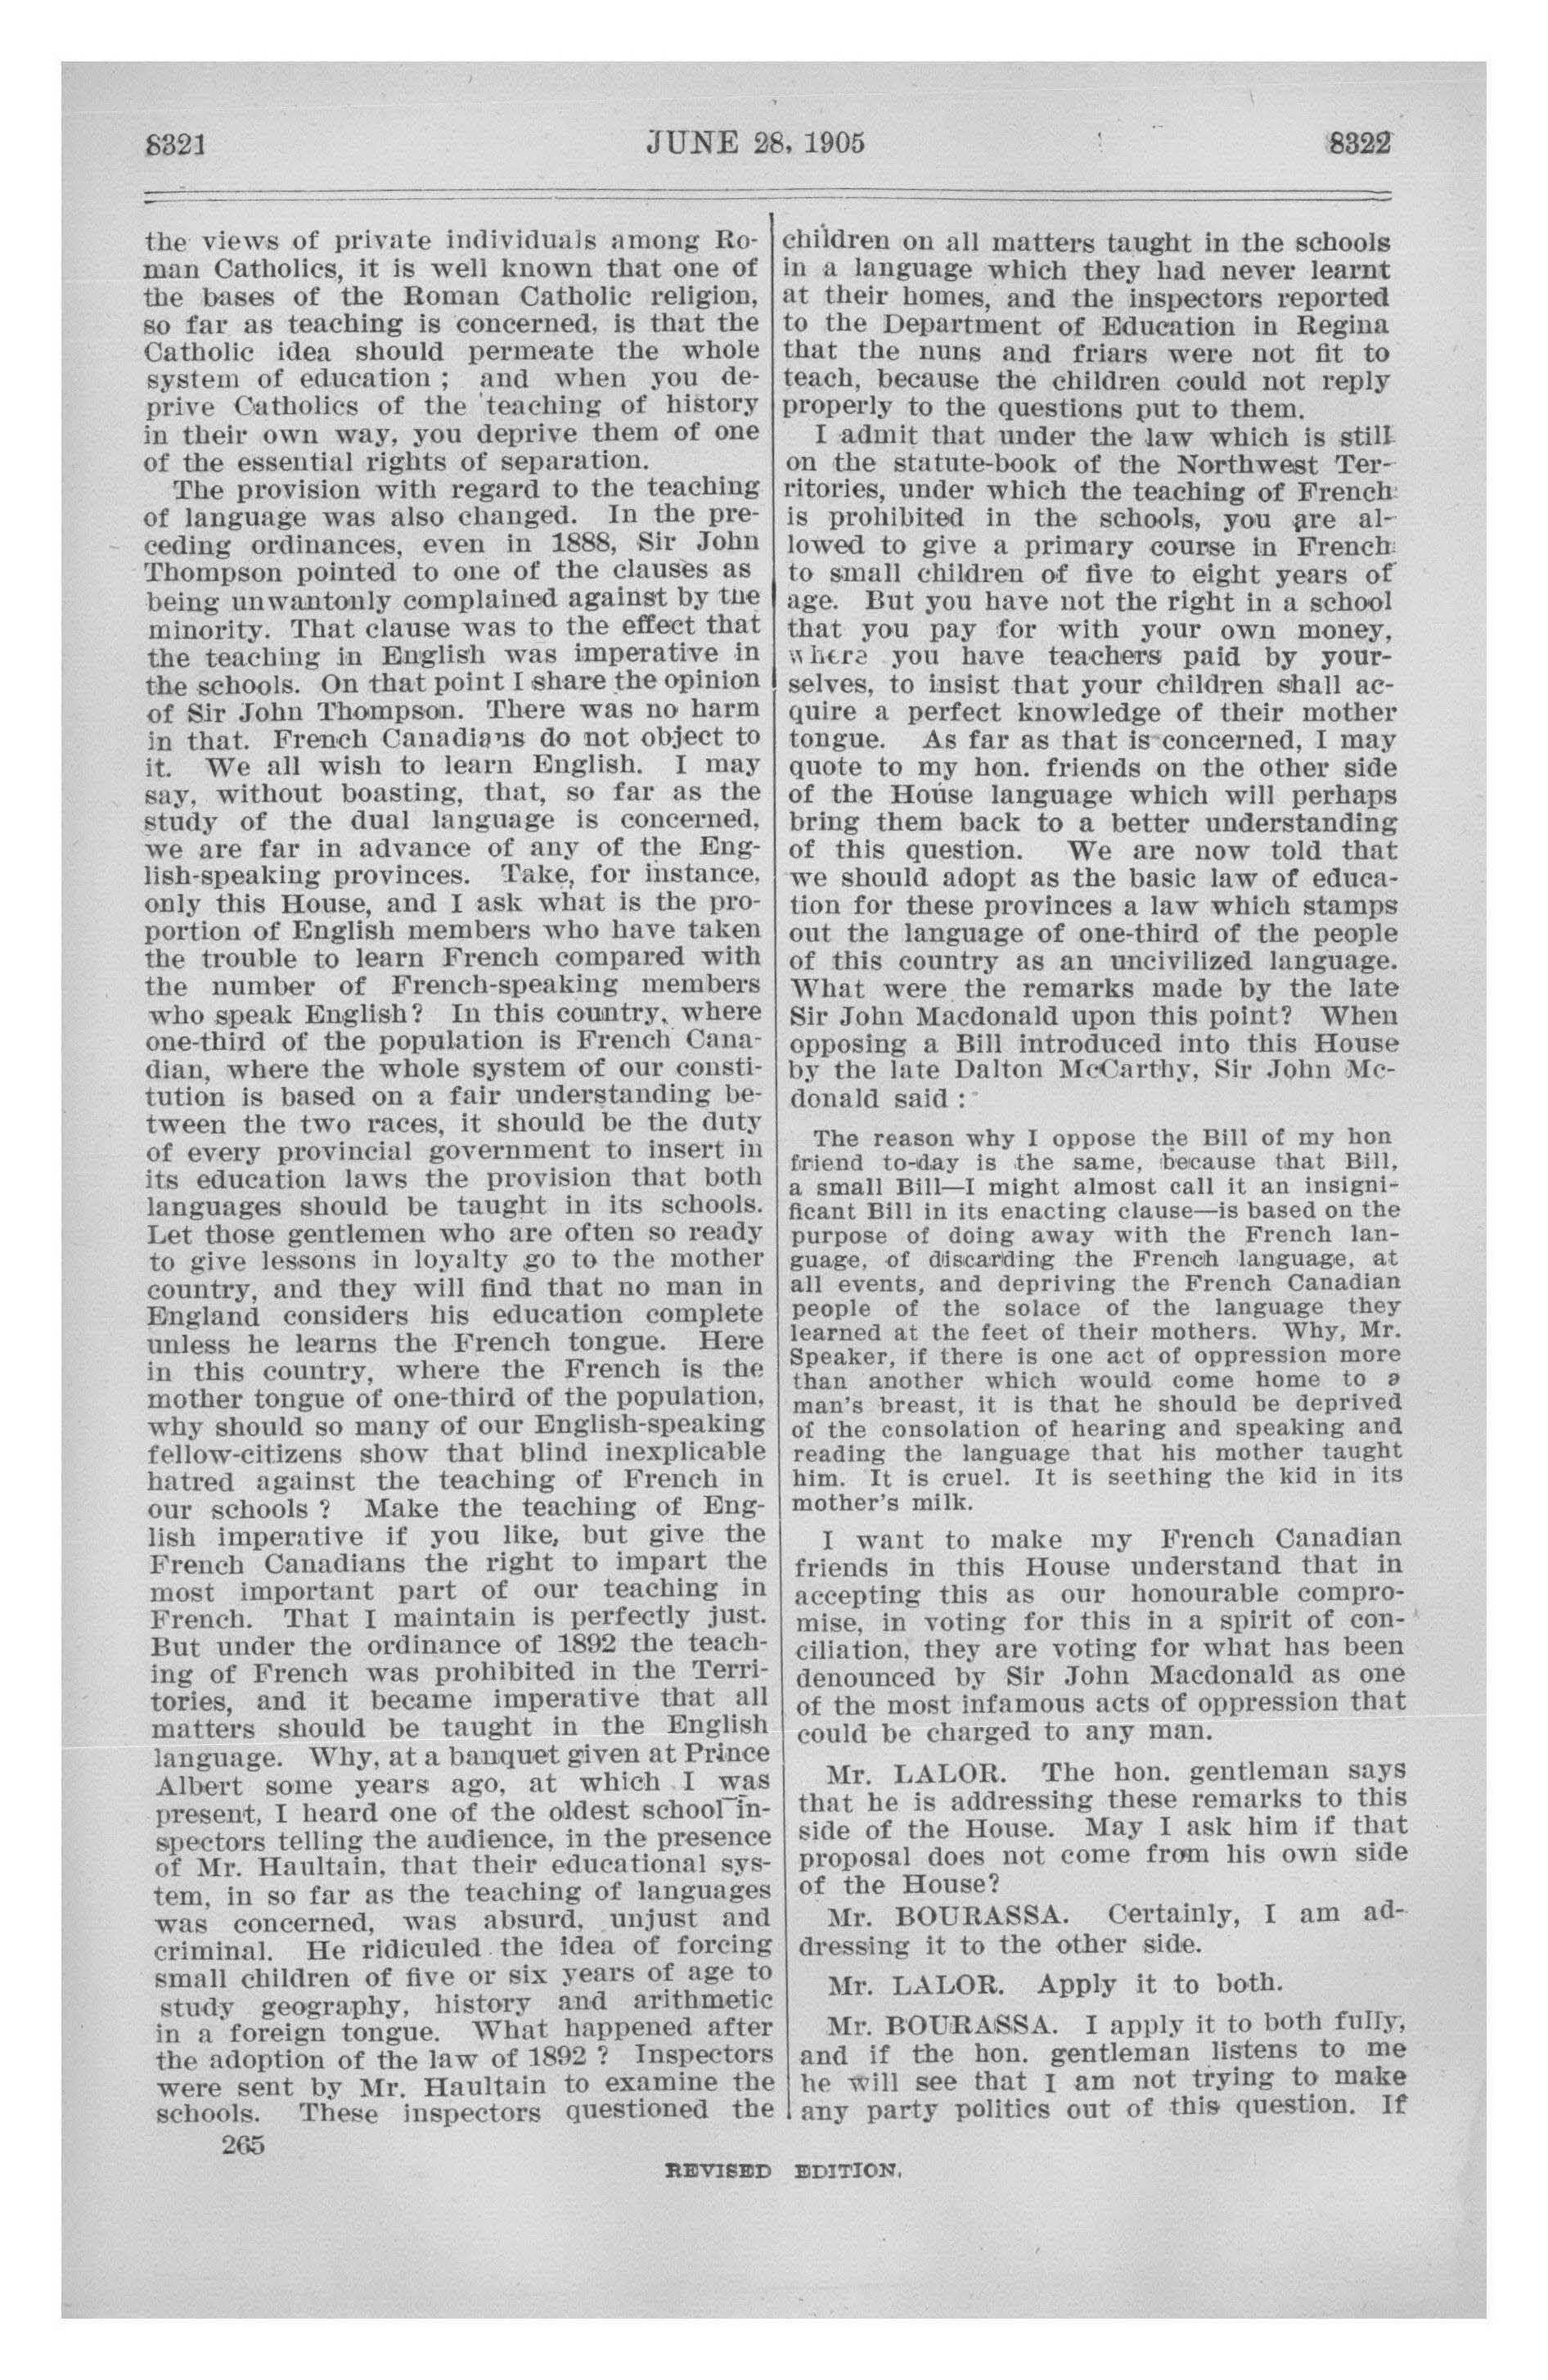 8321
JUNE 28, 1905
8322
the views of private individuals among Ro-
man Catholics, it is well known that one of
the bases of the Roman Catholic religion,
so far as teaching is concerned, is that the
Catholic idea should permeate the whole
system of education ; and when you de-
prive Catholics of the teaching of history
in their own way, you deprive them of one
of the essential rights of separation.
The provision with regard to the teaching
of language was also changed. In the pre-
ceding ordinances, even in 1888, Sir John
Thompson pointed to one of the clauses as
being unwantonly complained against by the
minority. That clause was to the effect that
the teaching in English was imperative in
the schools. On that point I share the opinion
of Sir John Thompson. There was no harm
in that. French Canadians do not object to
it. We all wish to learn English. I may
say, without boasting, that, so far as the
study of the dual language is concerned,
we are far in advance of any of the Eng-
lish-speaking provinces. Take, for instance,
only this House, and I ask what is the pro-
portion of English members who have taken
the trouble to learn French compared with
the number of French-speaking members
who speak English? In this country, where
one-third of the population is French Cana-
dian, where the whole system of our consti-
tution is based on a fair understanding be-
tween the two races, it should be the duty
of every provincial government to insert in
its education laws the provision that both
languages should be taught in its schools.
Let those gentlemen who are often so ready
to give lessons in loyalty go to the mother
country, and they will find that no man in
England considers his education complete
unless he learns the French tongue. Here
in this country, where the French is the
mother tongue of one-third of the population,
why should so many of our English-speaking
fellow-citizens show that blind inexplicable
hatred against the teaching of French in
our schools ? Make the teaching of Eng-
lish imperative if you like, but give the
French Canadians the right to impart the
most important part of our teaching in
French. That I maintain is perfectly just.
But under the ordinance of 1892 the teach-
ing of French was prohibited in the Terri-
tories, and it became imperative that all
matters should be taught in the English
language. Why, at a banquet given at Prince
Albert some years ago, at which I was
present, I heard one of the oldest school in-
spectors telling the audience, in the presence
of Mr. Haultain, that their educational sys-
tem, in so far as the teaching of languages
was concerned, was absurd, unjust and
criminal. He ridiculed the idea of forcing
small children of five or six years of age to
study geography, history and arithmetic
in a foreign tongue. What happened after
the adoption of the law of 1892 ? Inspectors
were sent by Mr. Haultain to examine the
schools. These inspectors questioned the
265
children on all matters taught in the schools
in a language which they had never learnt
at their homes, and the inspectors reported
to the Department of Education in Regina
that the nuns and friars were not fit to
teach, because the children could not reply
properly to the questions put to them.
I admit that under the law which is still
on the statute-book of the Northwest Ter-
ritories, under which the teaching of French
is prohibited in the schools, you are al-
lowed to give a primary course in French
to small children of five to eight years of
age. But you have not the right in a school
that you pay for with your own money,
where you have teachers paid by your-
selves, to insist that your children shall ac-
quire a perfect knowledge of their mother
tongue. As far as that is concerned, I may
quote to my hon. friends on the other side
of the House language which will perhaps
bring them back to a better understanding
of this question. We are now told that
we should adopt as the basic law of educa-
tion for these provinces a law which stamps
out the language of one-third of the people
of this country as an uncivilized language.
What were the remarks made by the late
Sir John Macdonald upon this point? When
opposing a Bill introduced into this House
by the late Dalton McCarthy, Sir John Mc-
donald said :
The reason why I oppose the Bill of my hon
friend to-day is the same, because that Bill,
a small Bill—I might almost call it an insigni-
ficant Bill in its enacting clause—is based on the
purpose of doing away with the French lan-
guage, of discarding the French language, at
all events, and depriving the French Canadian
people of the solace of the language they
learned at the feet of their mothers. Why, Mr.
Speaker, if there is one act of oppression more
than another which would come home to a
man's breast, it is that he should be deprived
of the consolation of hearing and speaking and
reading the language that his mother taught
him. It is cruel. It is seething the kid in its
mother's milk.
I want to make my French Canadian
friends in this House understand that in
accepting this as our honourable compro-
mise, in voting for this in a spirit of con-
ciliation, they are voting for what has been
denounced by Sir John Macdonald as one
of the most infamous acts of oppression that
could be charged to any man.
Mr. LALOR. The hon. gentleman says
that he is addressing these remarks to this
side of the House. May I ask him if that
proposal does not come from his own side
of the House?
Mr. BOURASSA. Certainly, I am ad-
dressing it to the other side.
Mr. LALOR. Apply it to both.
Mr. BOURASSA. I apply it to both fully,
and if the hon. gentleman listens to me
he will see that I am not trying to make
any party politics out of this question. If
REVISED EDITION.